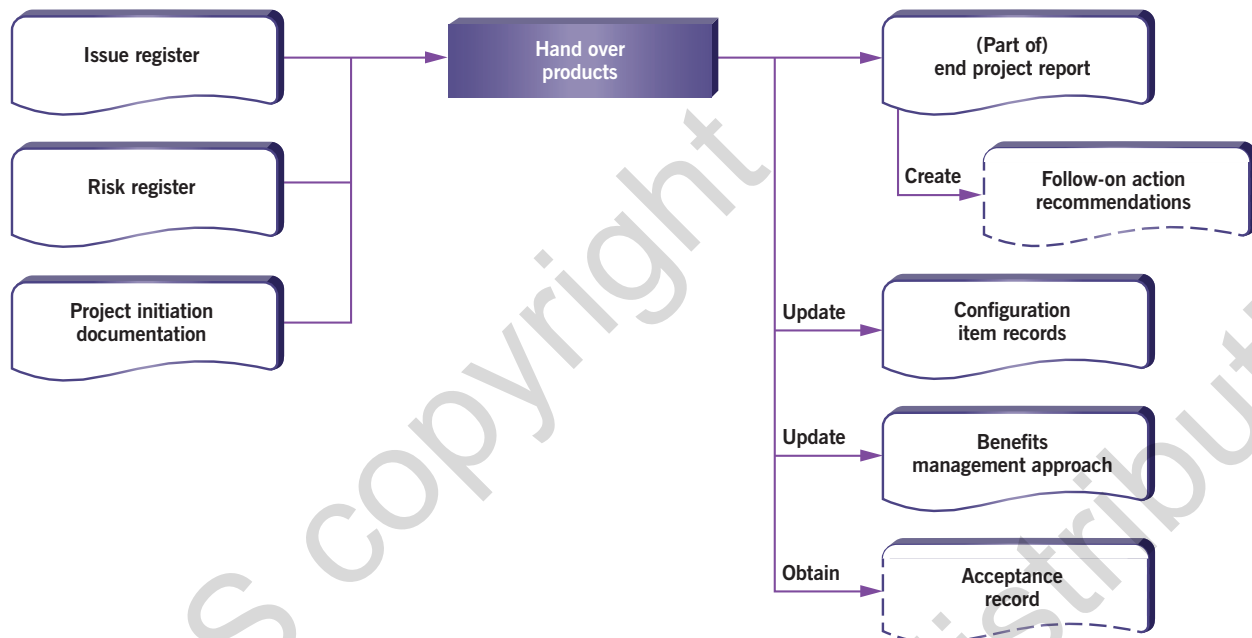 Issue register
Risk register
Project initiation
documentation
Hand over
products
(Part of)
end project report
Create
Follow-on action
recommendations
Update
Configuration
item records
Update
Benefits
management approach
Obtain
Acceptance
record
s copyright